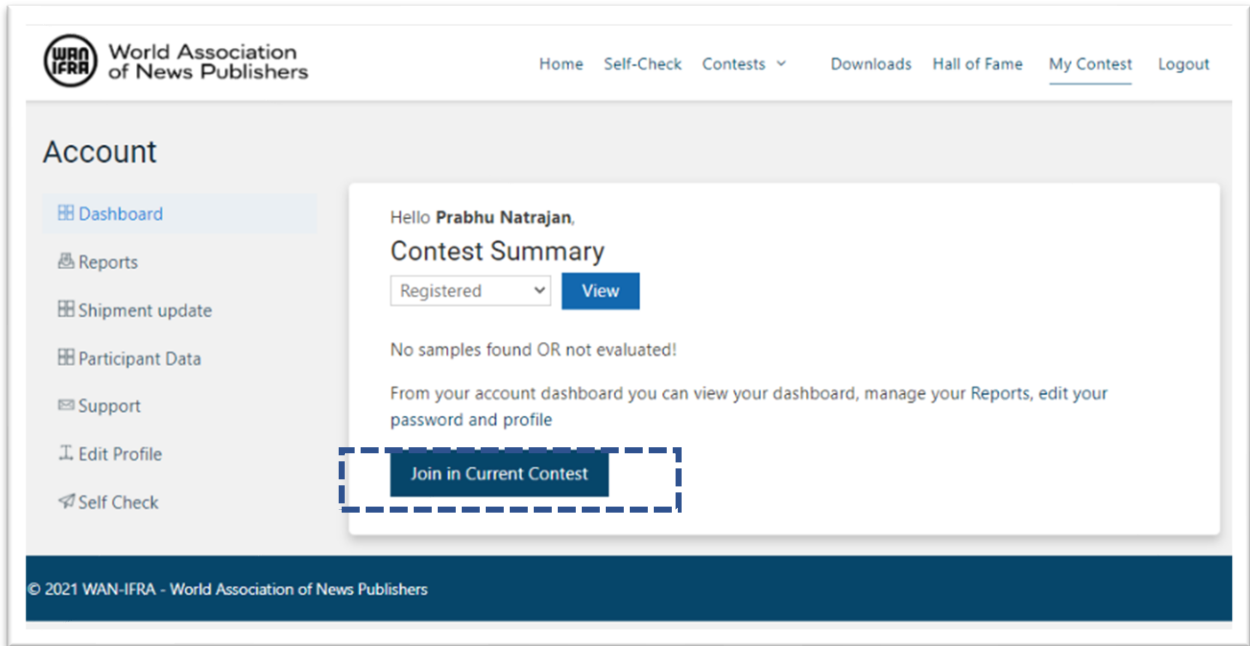 WAN
IFRA
World Association
of News Publishers
Home Self-Check Contests Downloads Hall of Fame My Contest Logout
Account
Dashboard
Reports
Shipment update
Participant Data
Support
Edit Profile
Self Check
Hello Prabhu Natrajan,
Contest Summary
Registered View
No samples found OR not evaluated!
From your account dashboard you can view your dashboard, manage your Reports, edit your
password and profile
Join in Current Contest
© 2021 WAN-IFRA - World Association of News Publishers